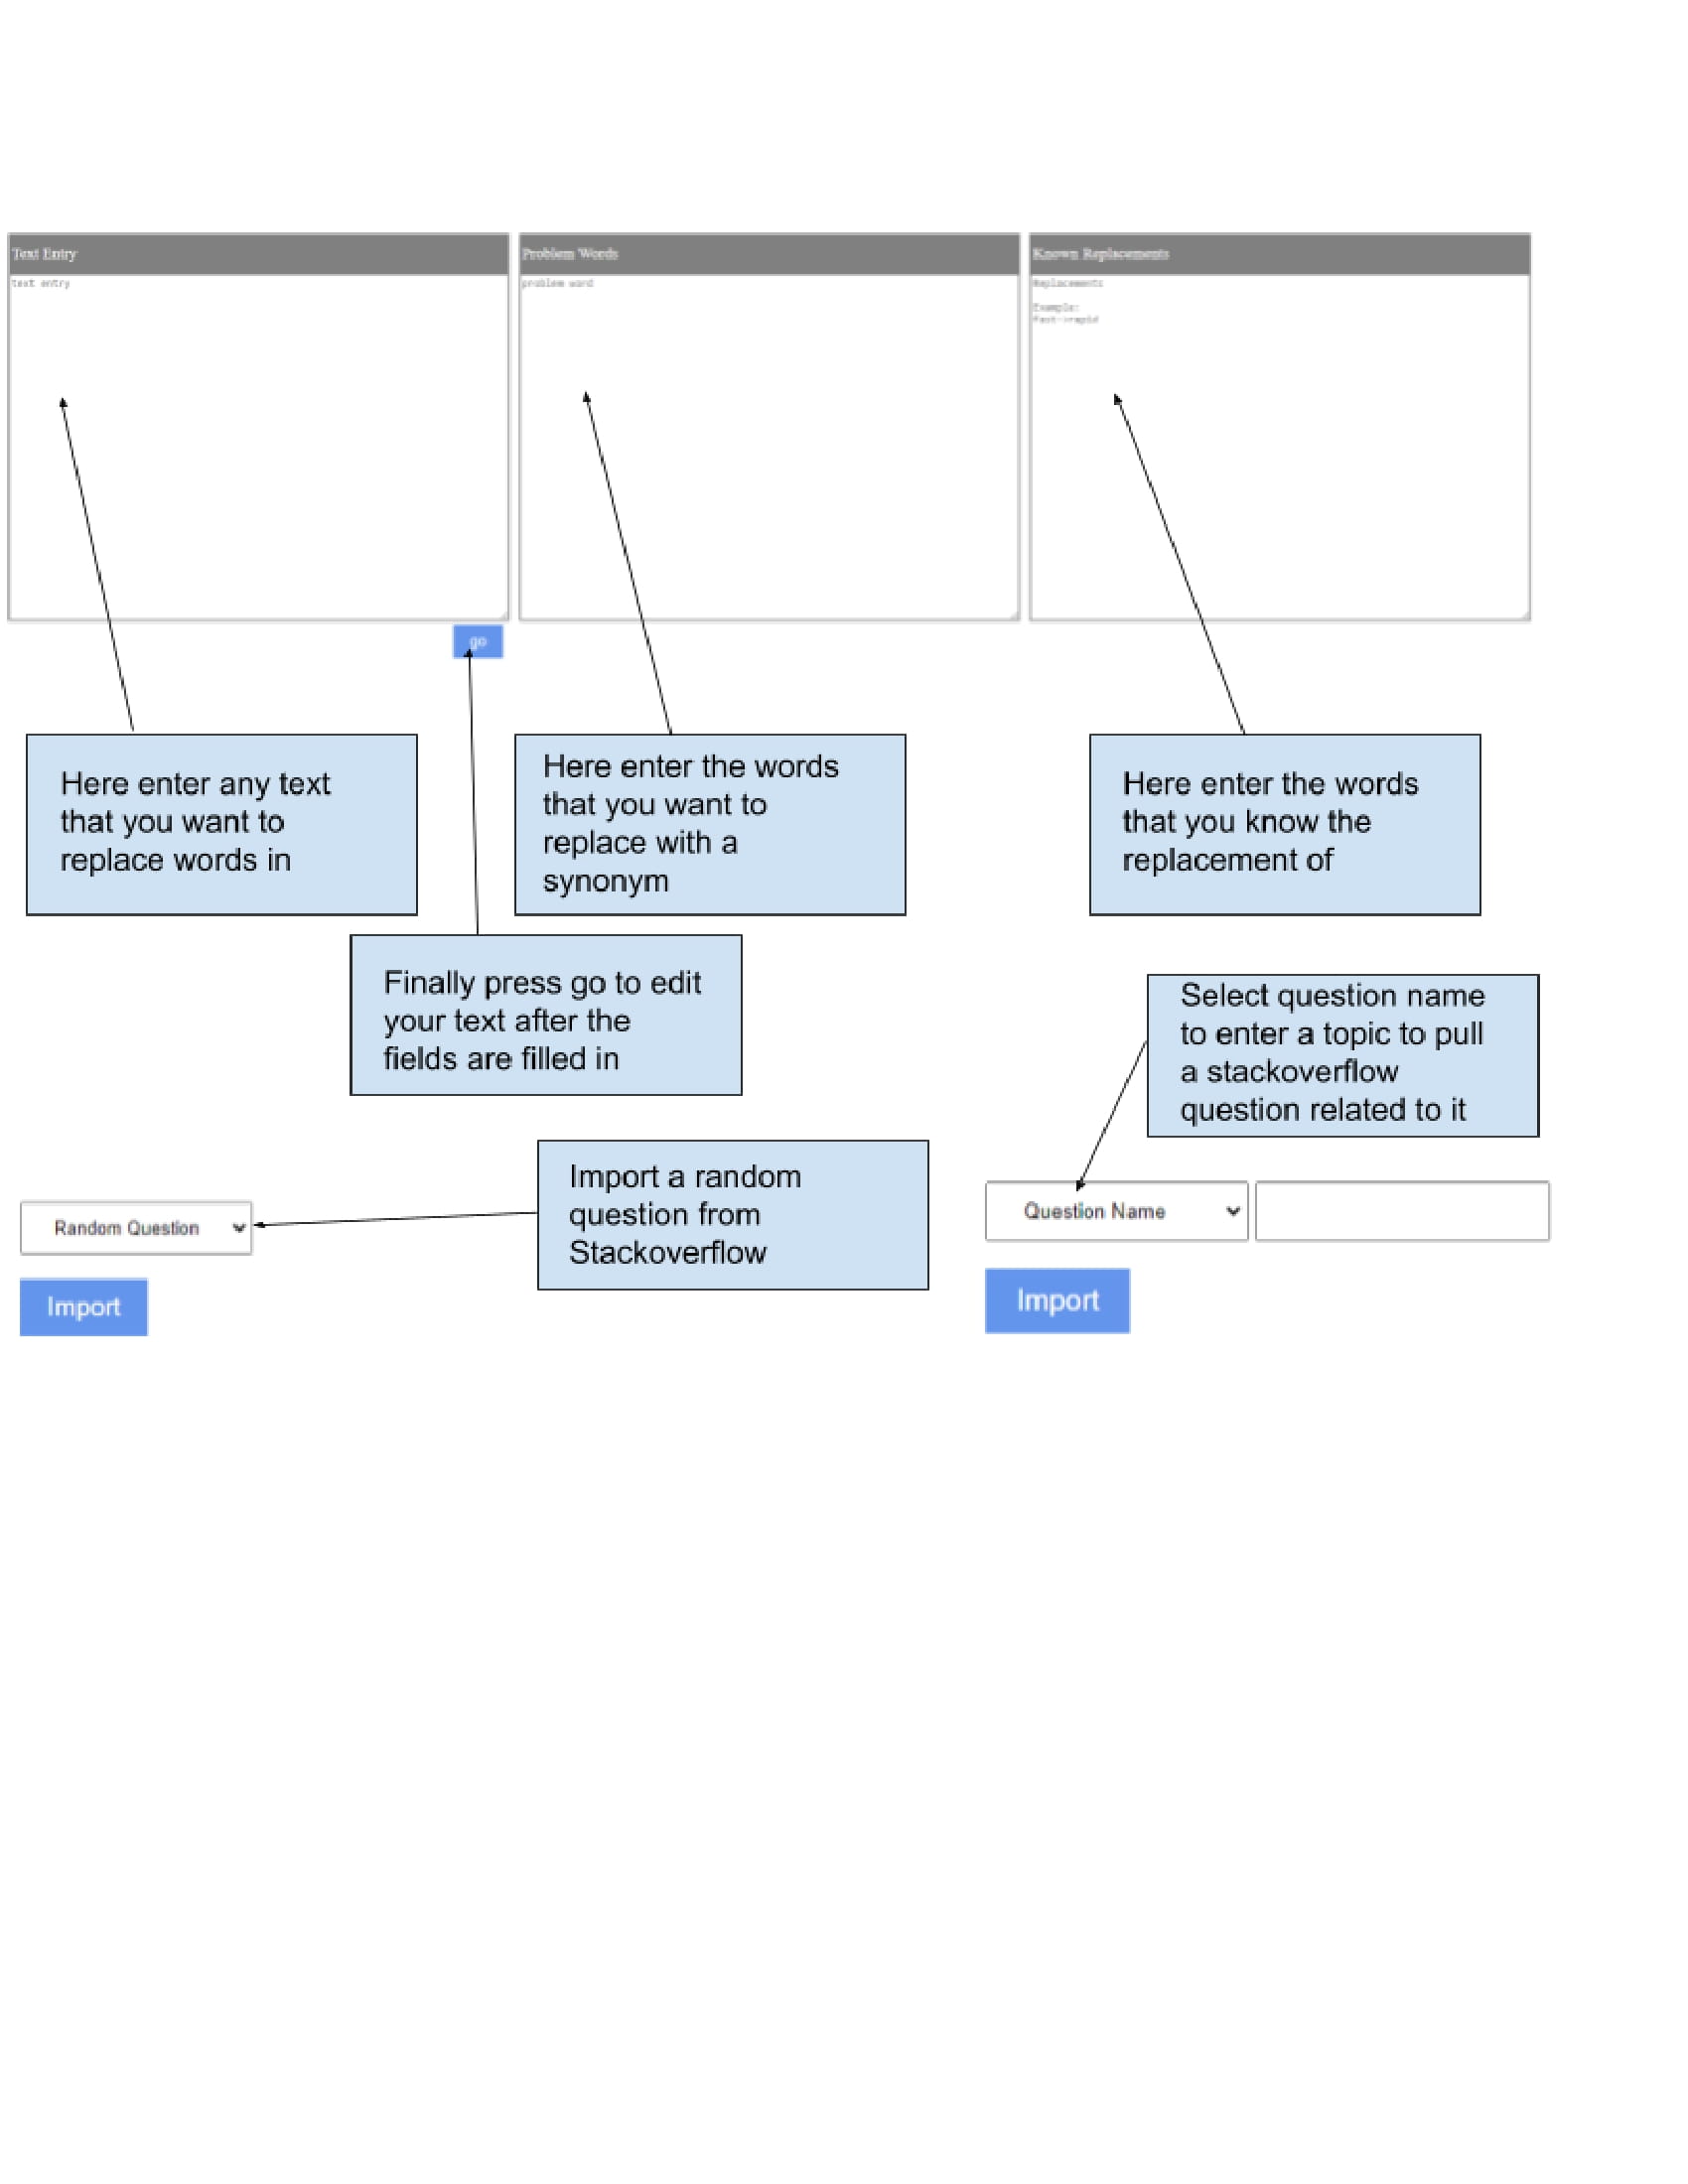 Text Entry
Problem Words
Known Replacements
text entry
problem word
Replacements
Example:
Fast->rapid
go
Here enter any text
that you want to
replace words in
Here enter the words
that you want to
replace with a
synonym
Here enter the words
that you know the
replacement of
Finally press go to edit
your text after the
fields are filled in
Select question name
to enter a topic to pull
a stackoverflow
question related to it
Import a random
question from
Stackoverflow
Random Question
Import
Question Name
Import